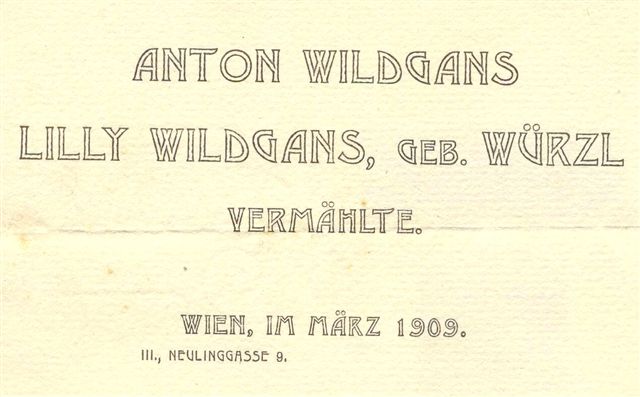 ANTON WILDGANS
LILLY WILDGANS, GEB. WÜRZL
VERMÄHLTE.
WIEN, IM MÄRZ 1909.
III., NEULINGGASSE 9.